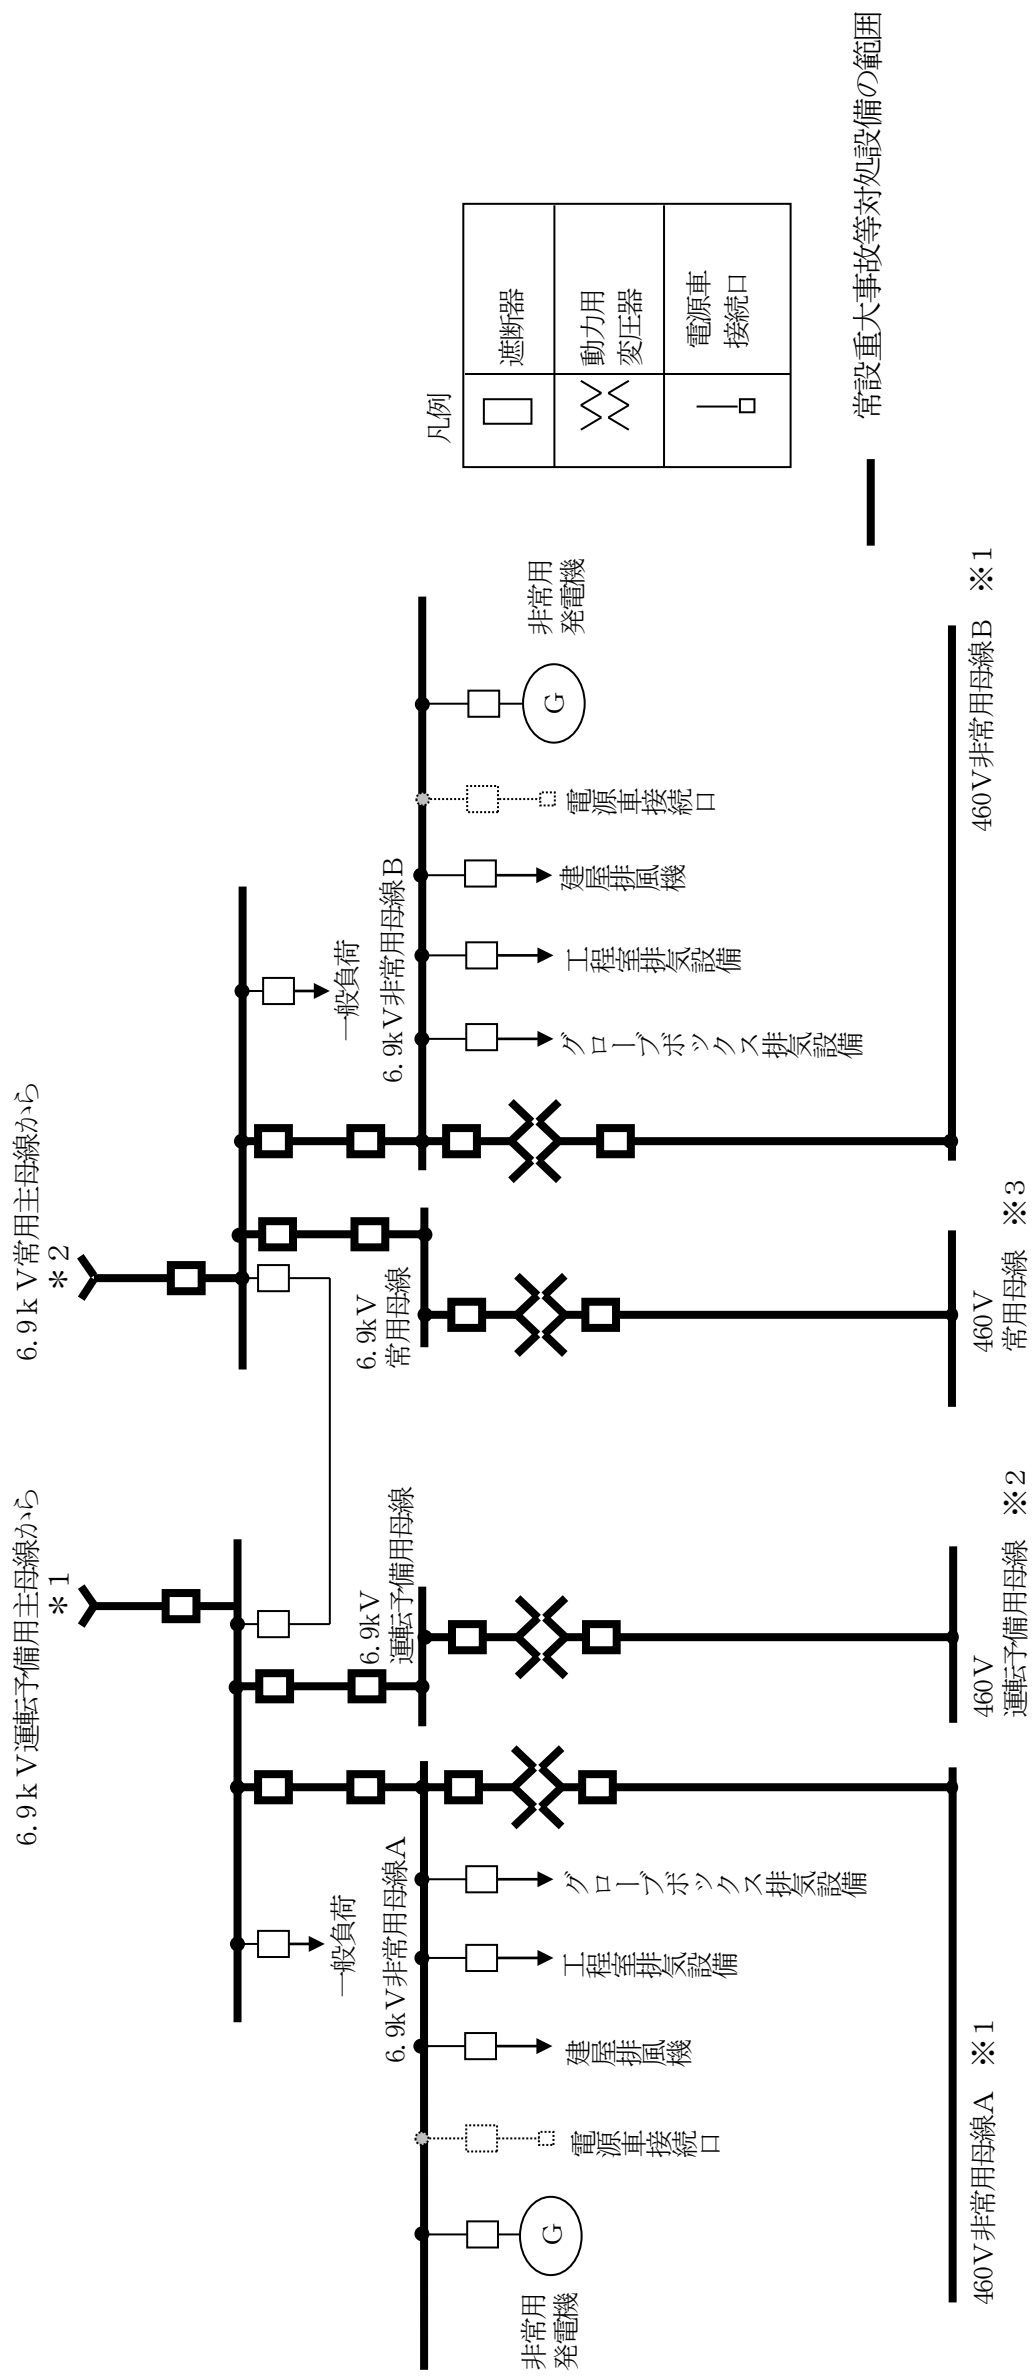 6.9kV運転予備用主母線から
＊1
6.9kV常用主母線から
＊2
一般負荷
一般負荷
6.9kV非常用母線A
6.9kV
運転予備用母線
6.9kV
常用母線
6.9kV非常用母線B
非常用
発電機
G
電源車接続口
建屋排風機
工程室排気設備
グローブボックス排気設備
グローブボックス排気設備
工程室排気設備
建屋排風機
電源車接続口
G
非常用
発電機
460V非常用母線A ※1
460V
運転予備用母線 ※2
460V
常用母線 ※3
460V非常用母線B ※1
凡例
遮断器
動力用
変圧器
電源車
接続口
常設重大事故等対処設備の範囲